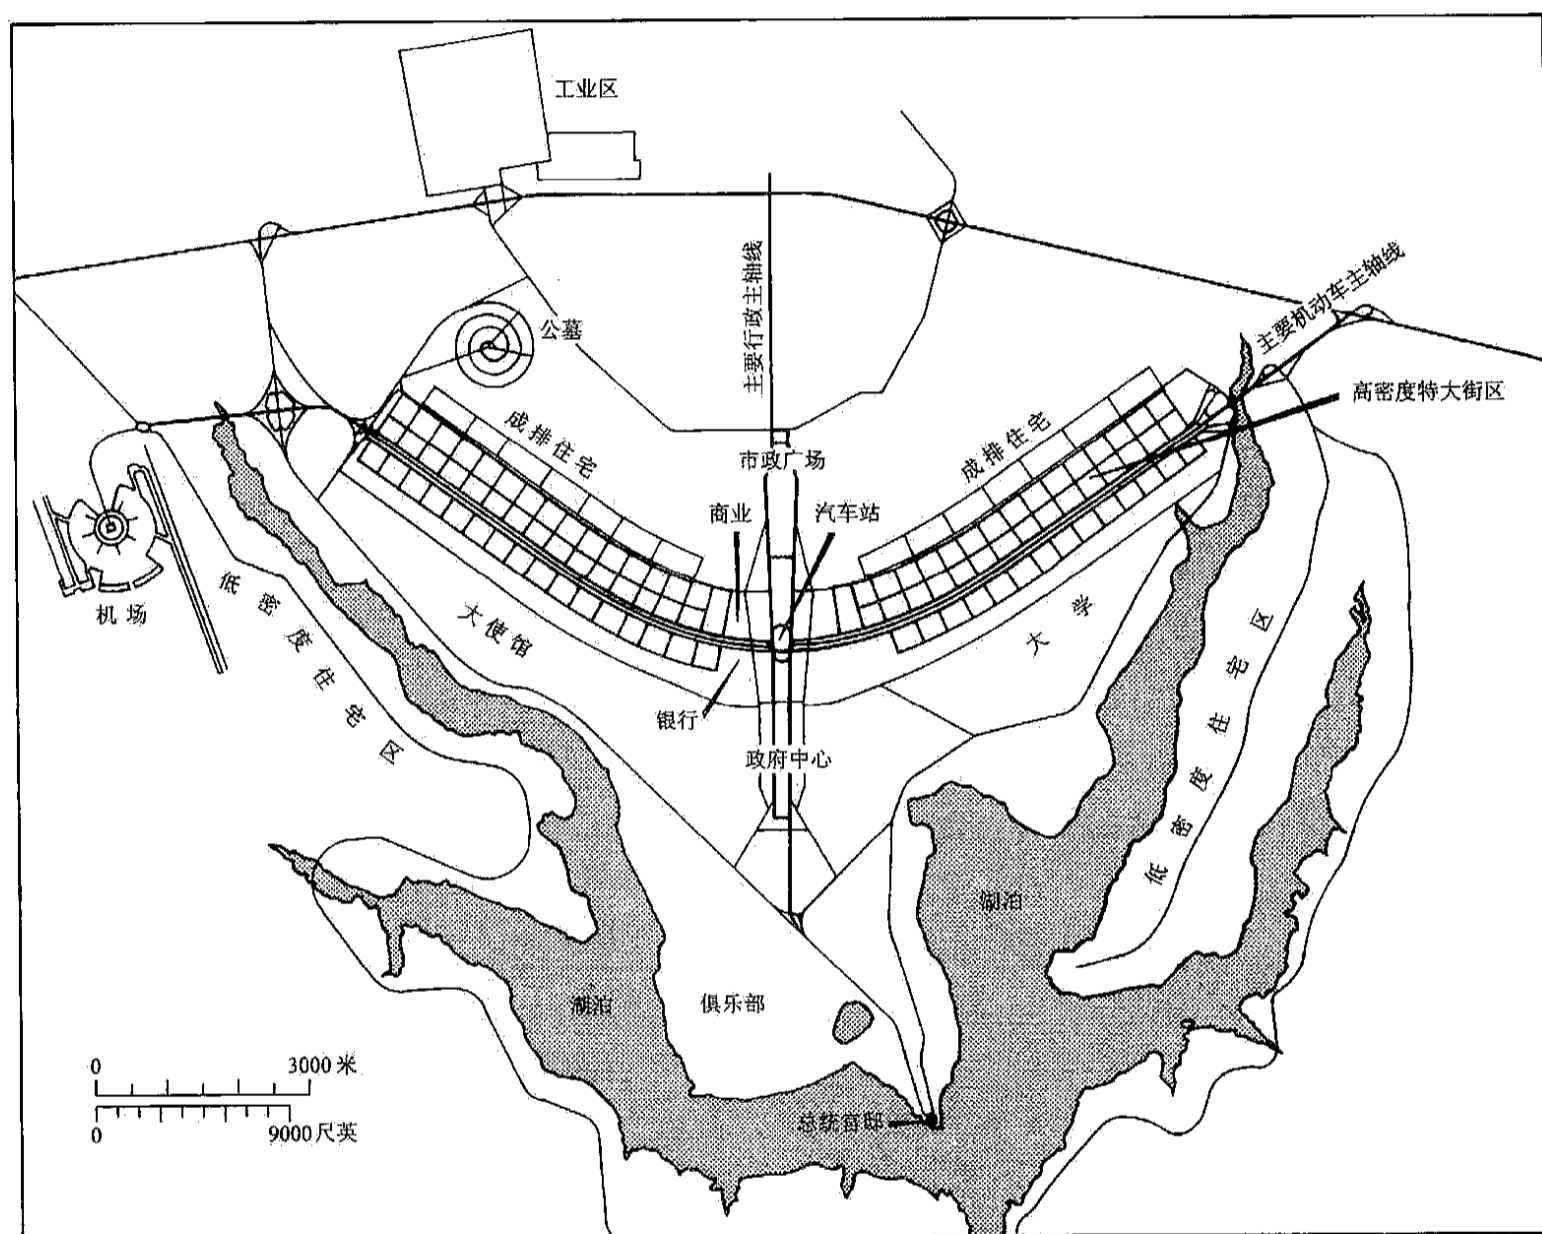 工业区
主要行政主轴线
主要机动车主轴线
公墓
高密度特大街区
成排住宅
成排住宅
市政广场
商业
汽车站
机场
低密度住宅区
大使馆
大学
低密度住宅区
银行
政府中心
湖泊
湖泊
俱乐部
总统官邸
0
3000米
0
9000尺英